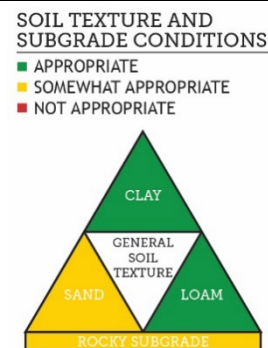 SOIL TEXTURE AND
SUBGRADE CONDITIONS
APPROPRIATE
SOMEWHAT APPROPRIATE
NOT APPROPRIATE
CLAY
GENERAL
SOIL
TEXTURE
SAND
LOAM
ROCKY SUBGRADE